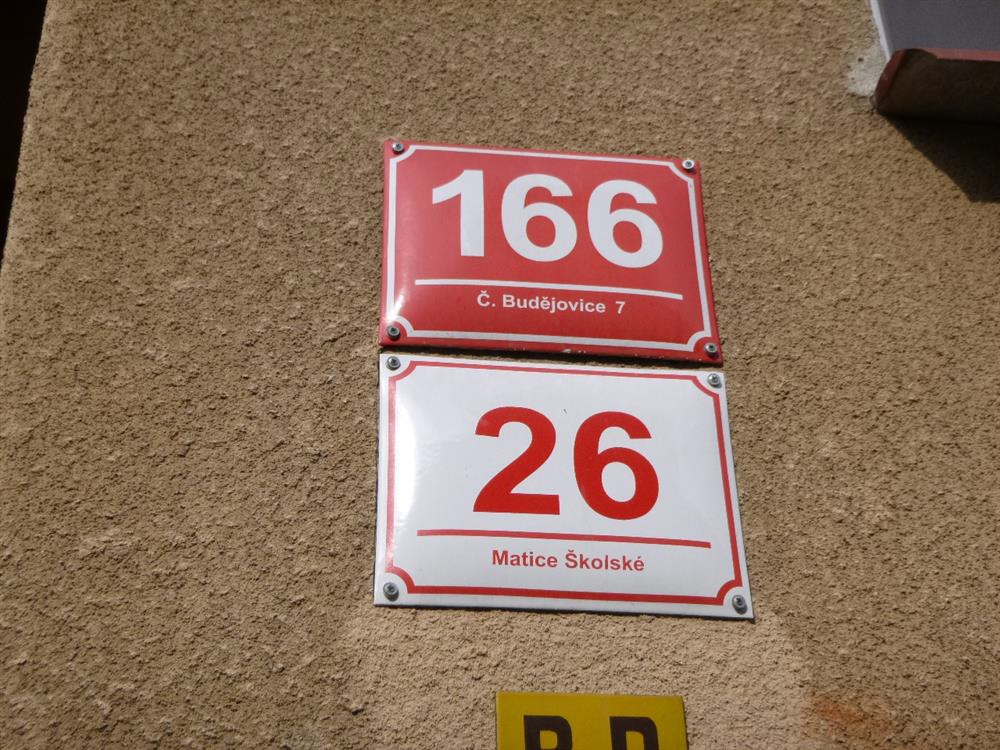 166
Č. Budějovice 7
26
Matice Školské